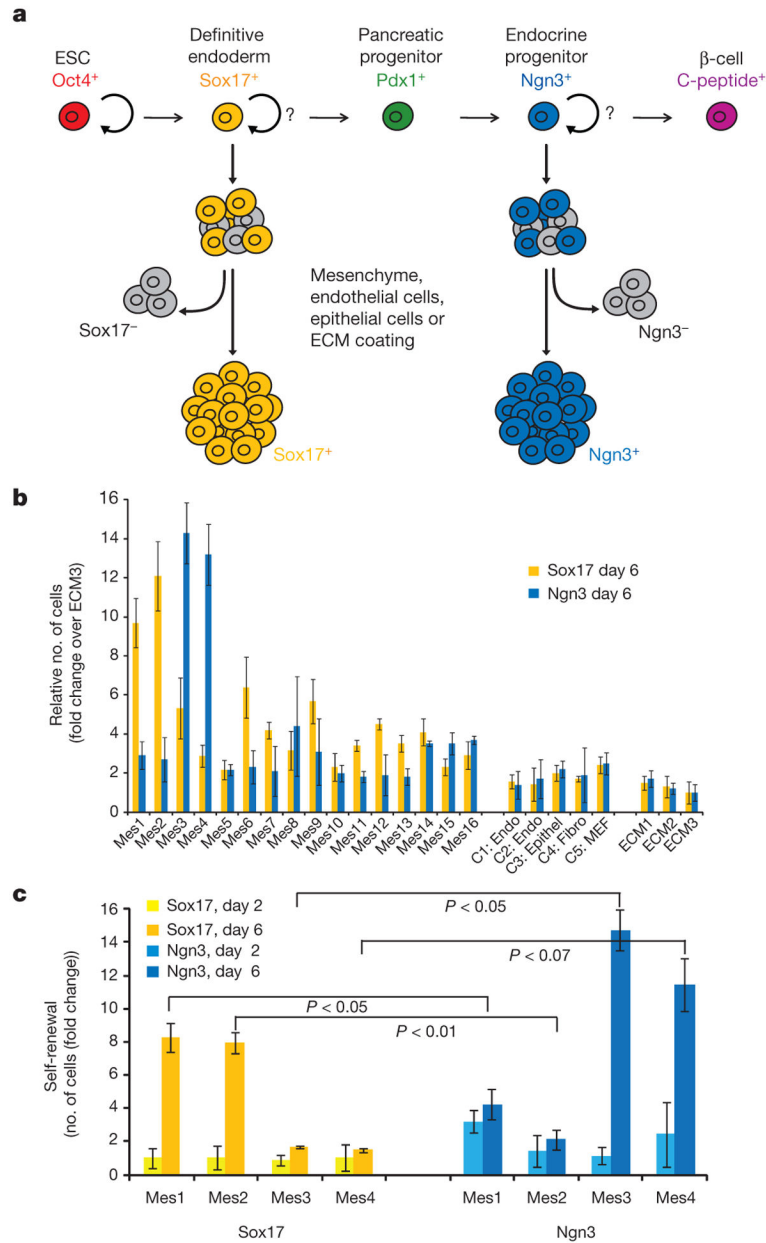 a
ESC
Oct4+
Definitive
endoderm
Sox17+
Pancreatic
progenitor
Pdx1+
Endocrine
progenitor
Ngn3+
β-cell
C-peptide+
?
?
Sox17–
Mesenchyme,
endothelial cells,
epithelial cells or
ECM coating
Ngn3–
Sox17+
Ngn3+
b
Relative no. of cells
(fold change over ECM3)
16
14
12
10
8
6
4
2
0
Sox17 day 6
Ngn3 day 6
Mes1
Mes2
Mes3
Mes4
Mes5
Mes6
Mes7
Mes8
Mes9
Mes10
Mes11
Mes12
Mes13
Mes14
Mes15
Mes16
C1: Endo
C2: Endo
C3: Epithel
C4: Fibro
C5: MEF
ECM1
ECM2
ECM3
c
Self-renewal
(no. of cells (fold change))
16
14
12
10
8
6
4
2
0
Sox17, day 2
Sox17, day 6
Ngn3, day 2
Ngn3, day 6
P < 0.05
P < 0.07
P < 0.05
P < 0.01
Mes1 Mes2 Mes3 Mes4 Mes1 Mes2 Mes3 Mes4
Sox17 Ngn3